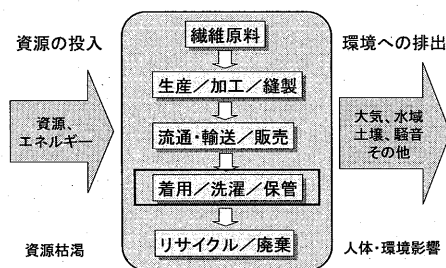 資源の投入
資源、
エネルギー
資源枯渇
繊維原料
生産／加工／縫製
流通・輸送／販売
着用／洗濯／保管
リサイクル／廃棄
環境への排出
大気、水域
土壌、騒音
その他
人体・環境影響